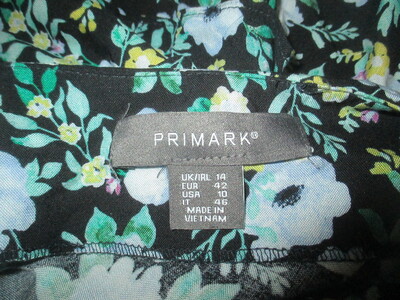 PRIMARK®
UK/IRL 14
EUR 42
USA 10
IT 46
MADE IN
VIETNAM